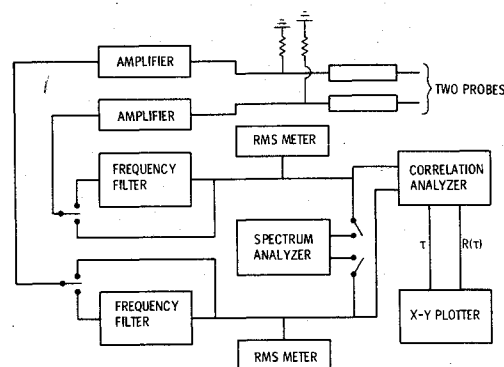 AMPLIFIER
TWO PROBES
AMPLIFIER
RMS METER
FREQUENCY
FILTER
CORRELATION
ANALYZER
SPECTRUM
ANALYZER
τ
R(τ)
FREQUENCY
FILTER
X-Y PLOTTER
RMS METER